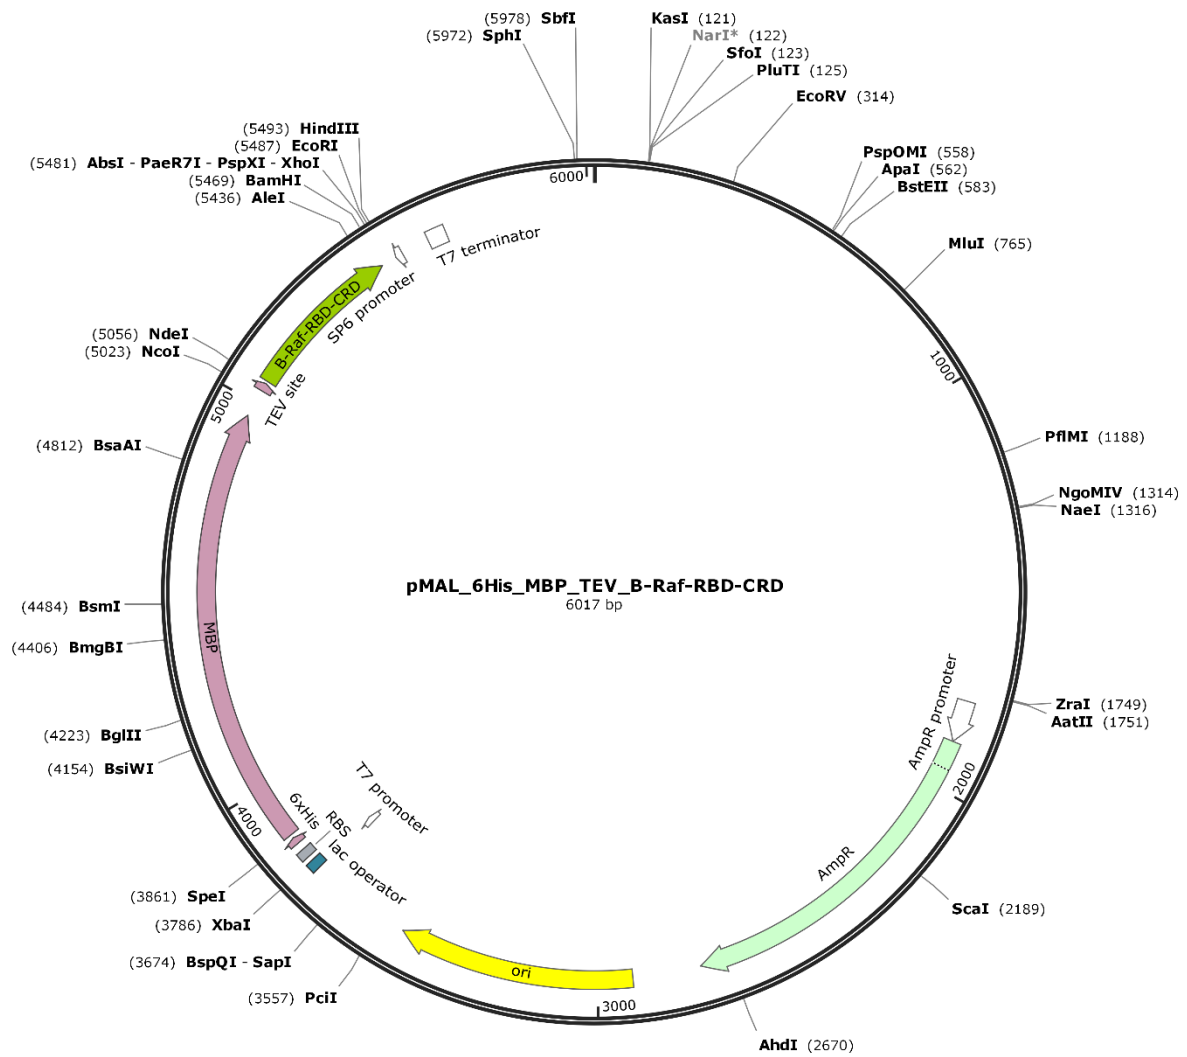 (5978) SbfI
(5972) SphI
KasI (121)
NarI* (122)
SfoI (123)
PluTI (125)
EcoRV (314)
PspOMI (558)
ApaI (562)
BstEII (583)
MluI (765)
(5493) HindIII
(5487) EcoRI
(5481) AbsI - PaeR7I - PspXI - XhoI
(5469) BamHI
(5436) AleI
6000
T7 terminator
SP6 promoter
B-Raf-RBD-CRD
TEV site
(5056) NdeI
(5023) NcoI
5000
1000
(4812) BsaAI
PflMI (1188)
NgoMIV (1314)
NaeI (1316)
pMAL_6His_MBP_TEV_B-Raf-RBD-CRD
6017 bp
(4484) BsmI
(4406) BmgBI
MBP
(4223) BglII
(4154) BsiWI
ZraI (1749)
AatII (1751)
AmpR promoter
2000
4000
6xHis
RBS
lac operator
T7 promoter
AmpR
(3861) SpeI
(3786) XbaI
(3674) BspQI - SapI
(3557) PciI
ScaI (2189)
ori
3000
AhdI (2670)